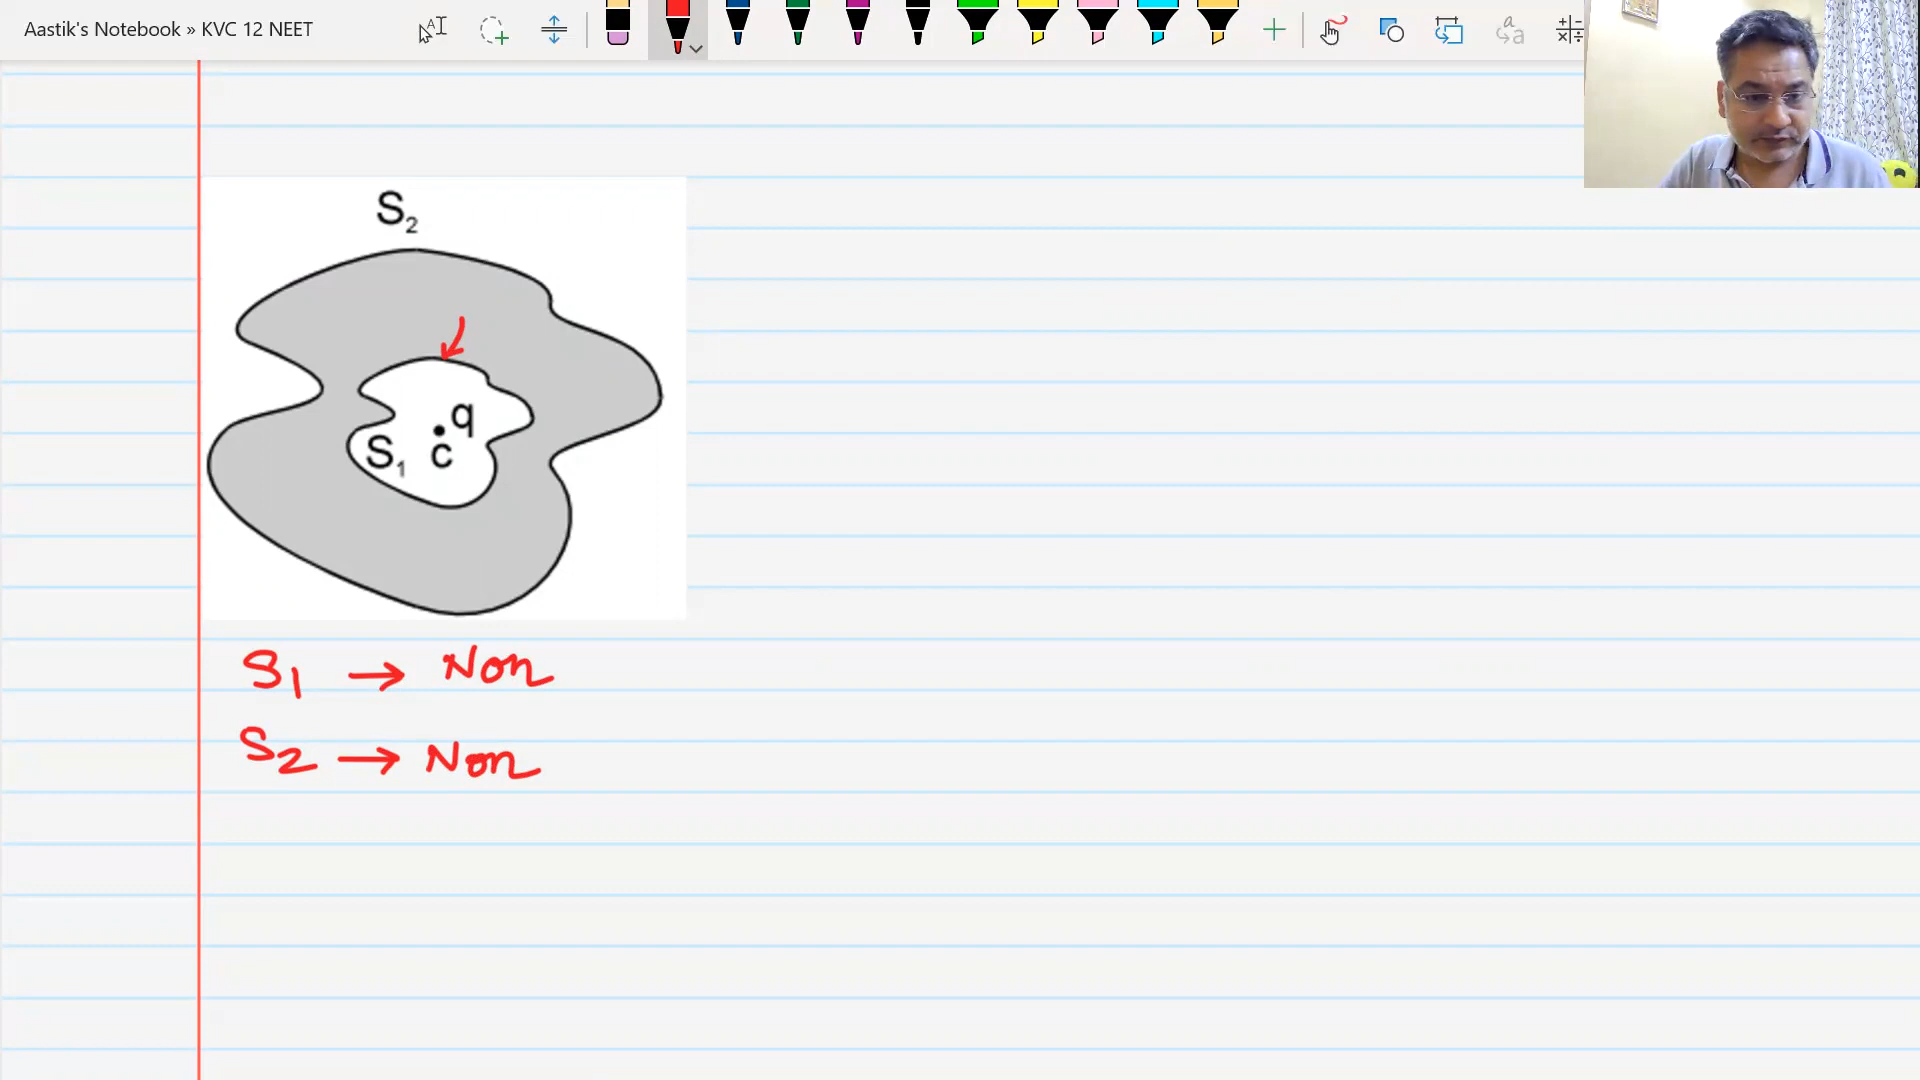 Aastik's Notebook » KVC 12 NEET
S₂
q
S₁ c
S1 → Non
S2 → Non